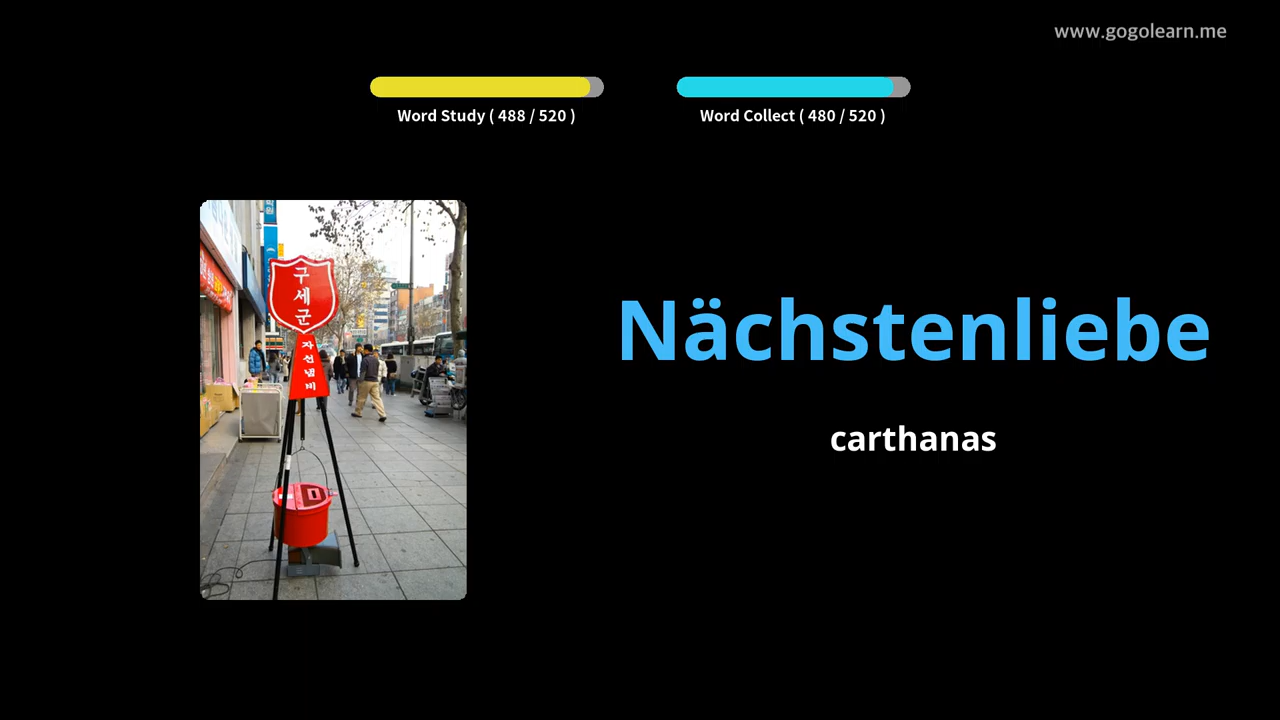 www.gogolearn.me
Word Study ( 488 / 520 )
Word Collect ( 480 / 520 )
구세군
자선냄비
Nächstenliebe
carthanas